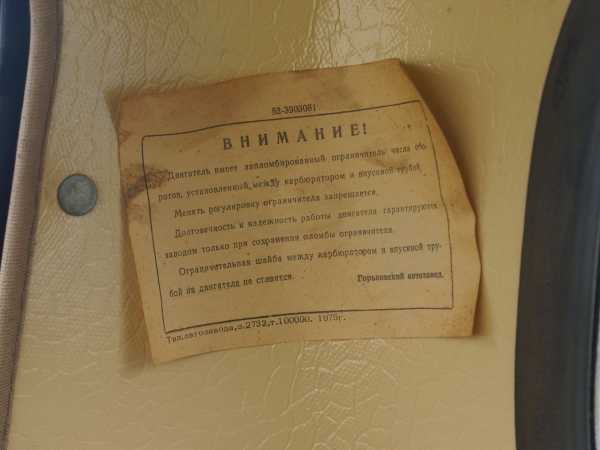 53-3903081
ВНИМАНИЕ!
Двигатель имеет запломбированный ограничитель числа обо-
ротов, установленный между карбюратором и впускной трубой.
Менять регулировку ограничителя запрещается.
Долговечность и надежность работы двигателя гарантируются
заводом только при сохранении пломбы ограничителя.
Ограничительная шайба между карбюратором и впускной тру-
бой на двигателе не ставится.
Горьковский автозавод.
Тип.автозавода,з.2732,т.100000. 1975г.